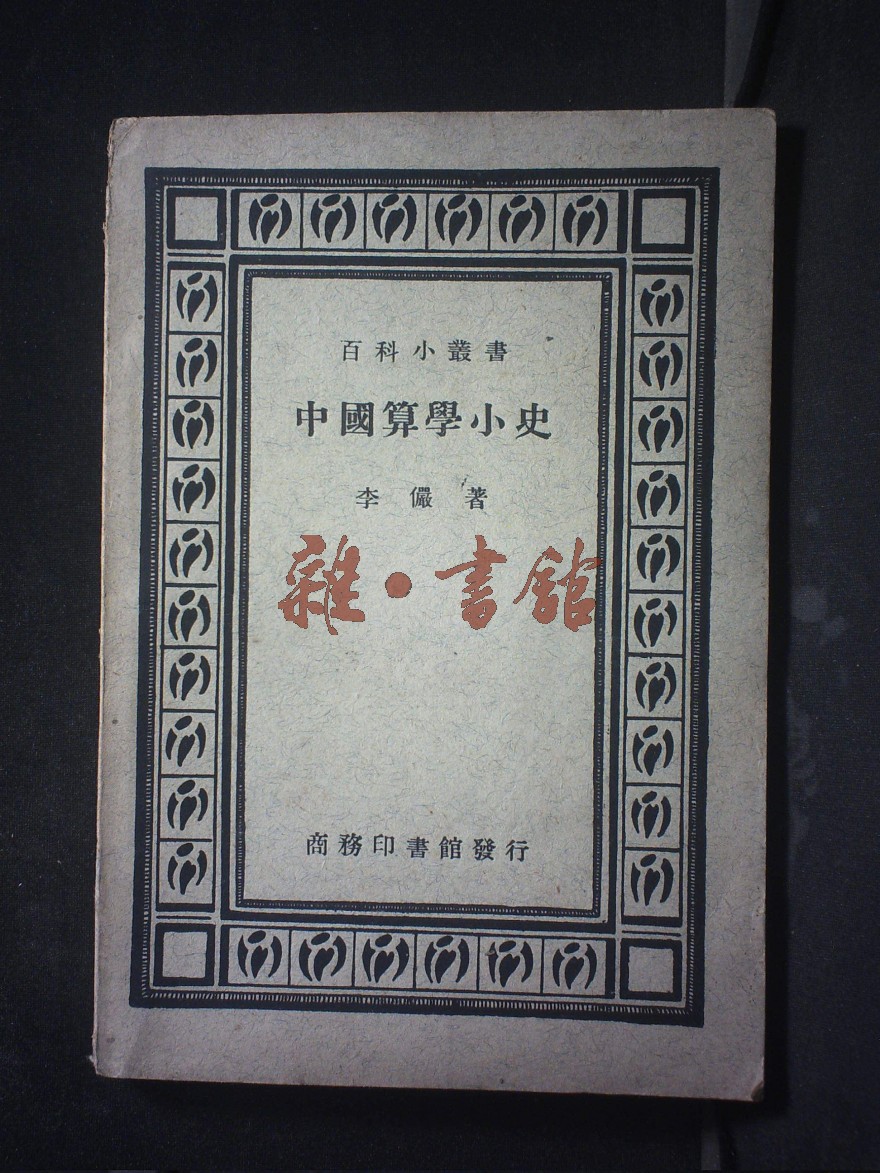 百科小叢書
中國算學小史
李儼著
雜·書館
商務印書館發行